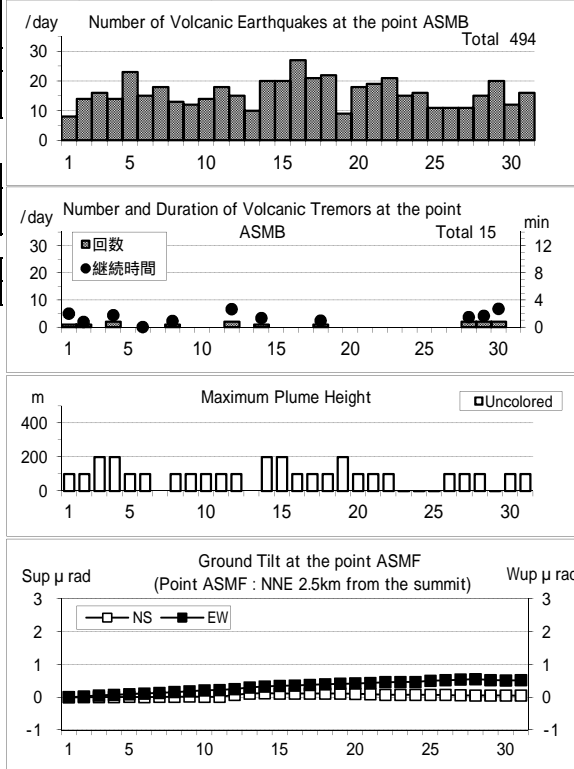 /day Number of Volcanic Earthquakes at the point ASMB
Total 494
30
20
10
0
1 5 10 15 20 25 30
/day Number and Duration of Volcanic Tremors at the point ASMB min
Total 15
回数
継続時間
30 12
20 8
10 4
0 0
1 5 10 15 20 25 30
m Maximum Plume Height
Uncolored
400
200
0
1 5 10 15 20 25 30
Ground Tilt at the point ASMF
Sup μ rad (Point ASMF : NNE 2.5km from the summit) Wup μ rad
NS EW
3 3
2 2
1 1
0 0
-1 -1
1 5 10 15 20 25 30